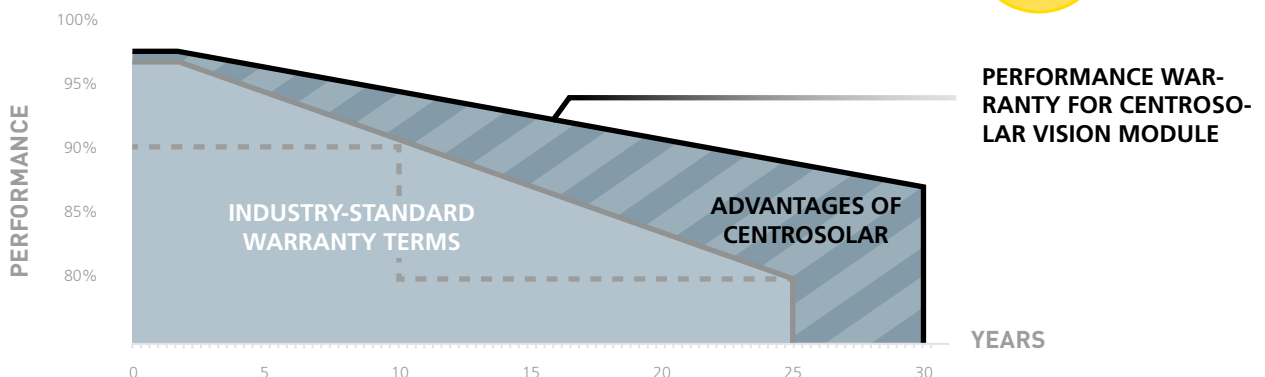 100%
95%
90%
85%
80%
PERFORMANCE
PERFORMANCE WAR-
RANTY FOR CENTROSO-
LAR VISION MODULE
INDUSTRY-STANDARD
WARRANTY TERMS
ADVANTAGES OF
CENTROSOLAR
YEARS
0 5 10 15 20 25 30